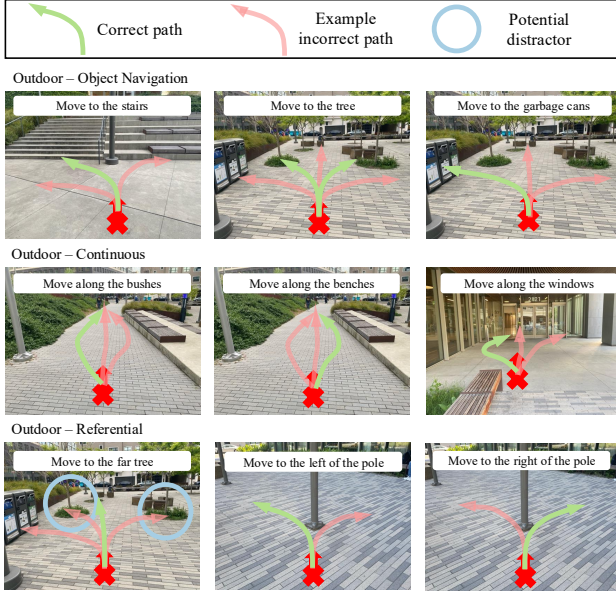 Correct path
Example
incorrect path
Potential
distractor
Outdoor – Object Navigation
Move to the stairs
Move to the tree
Move to the garbage cans
Outdoor – Continuous
Move along the bushes
Move along the benches
Move along the windows
2121
Outdoor – Referential
Move to the far tree
Move to the left of the pole
Move to the right of the pole